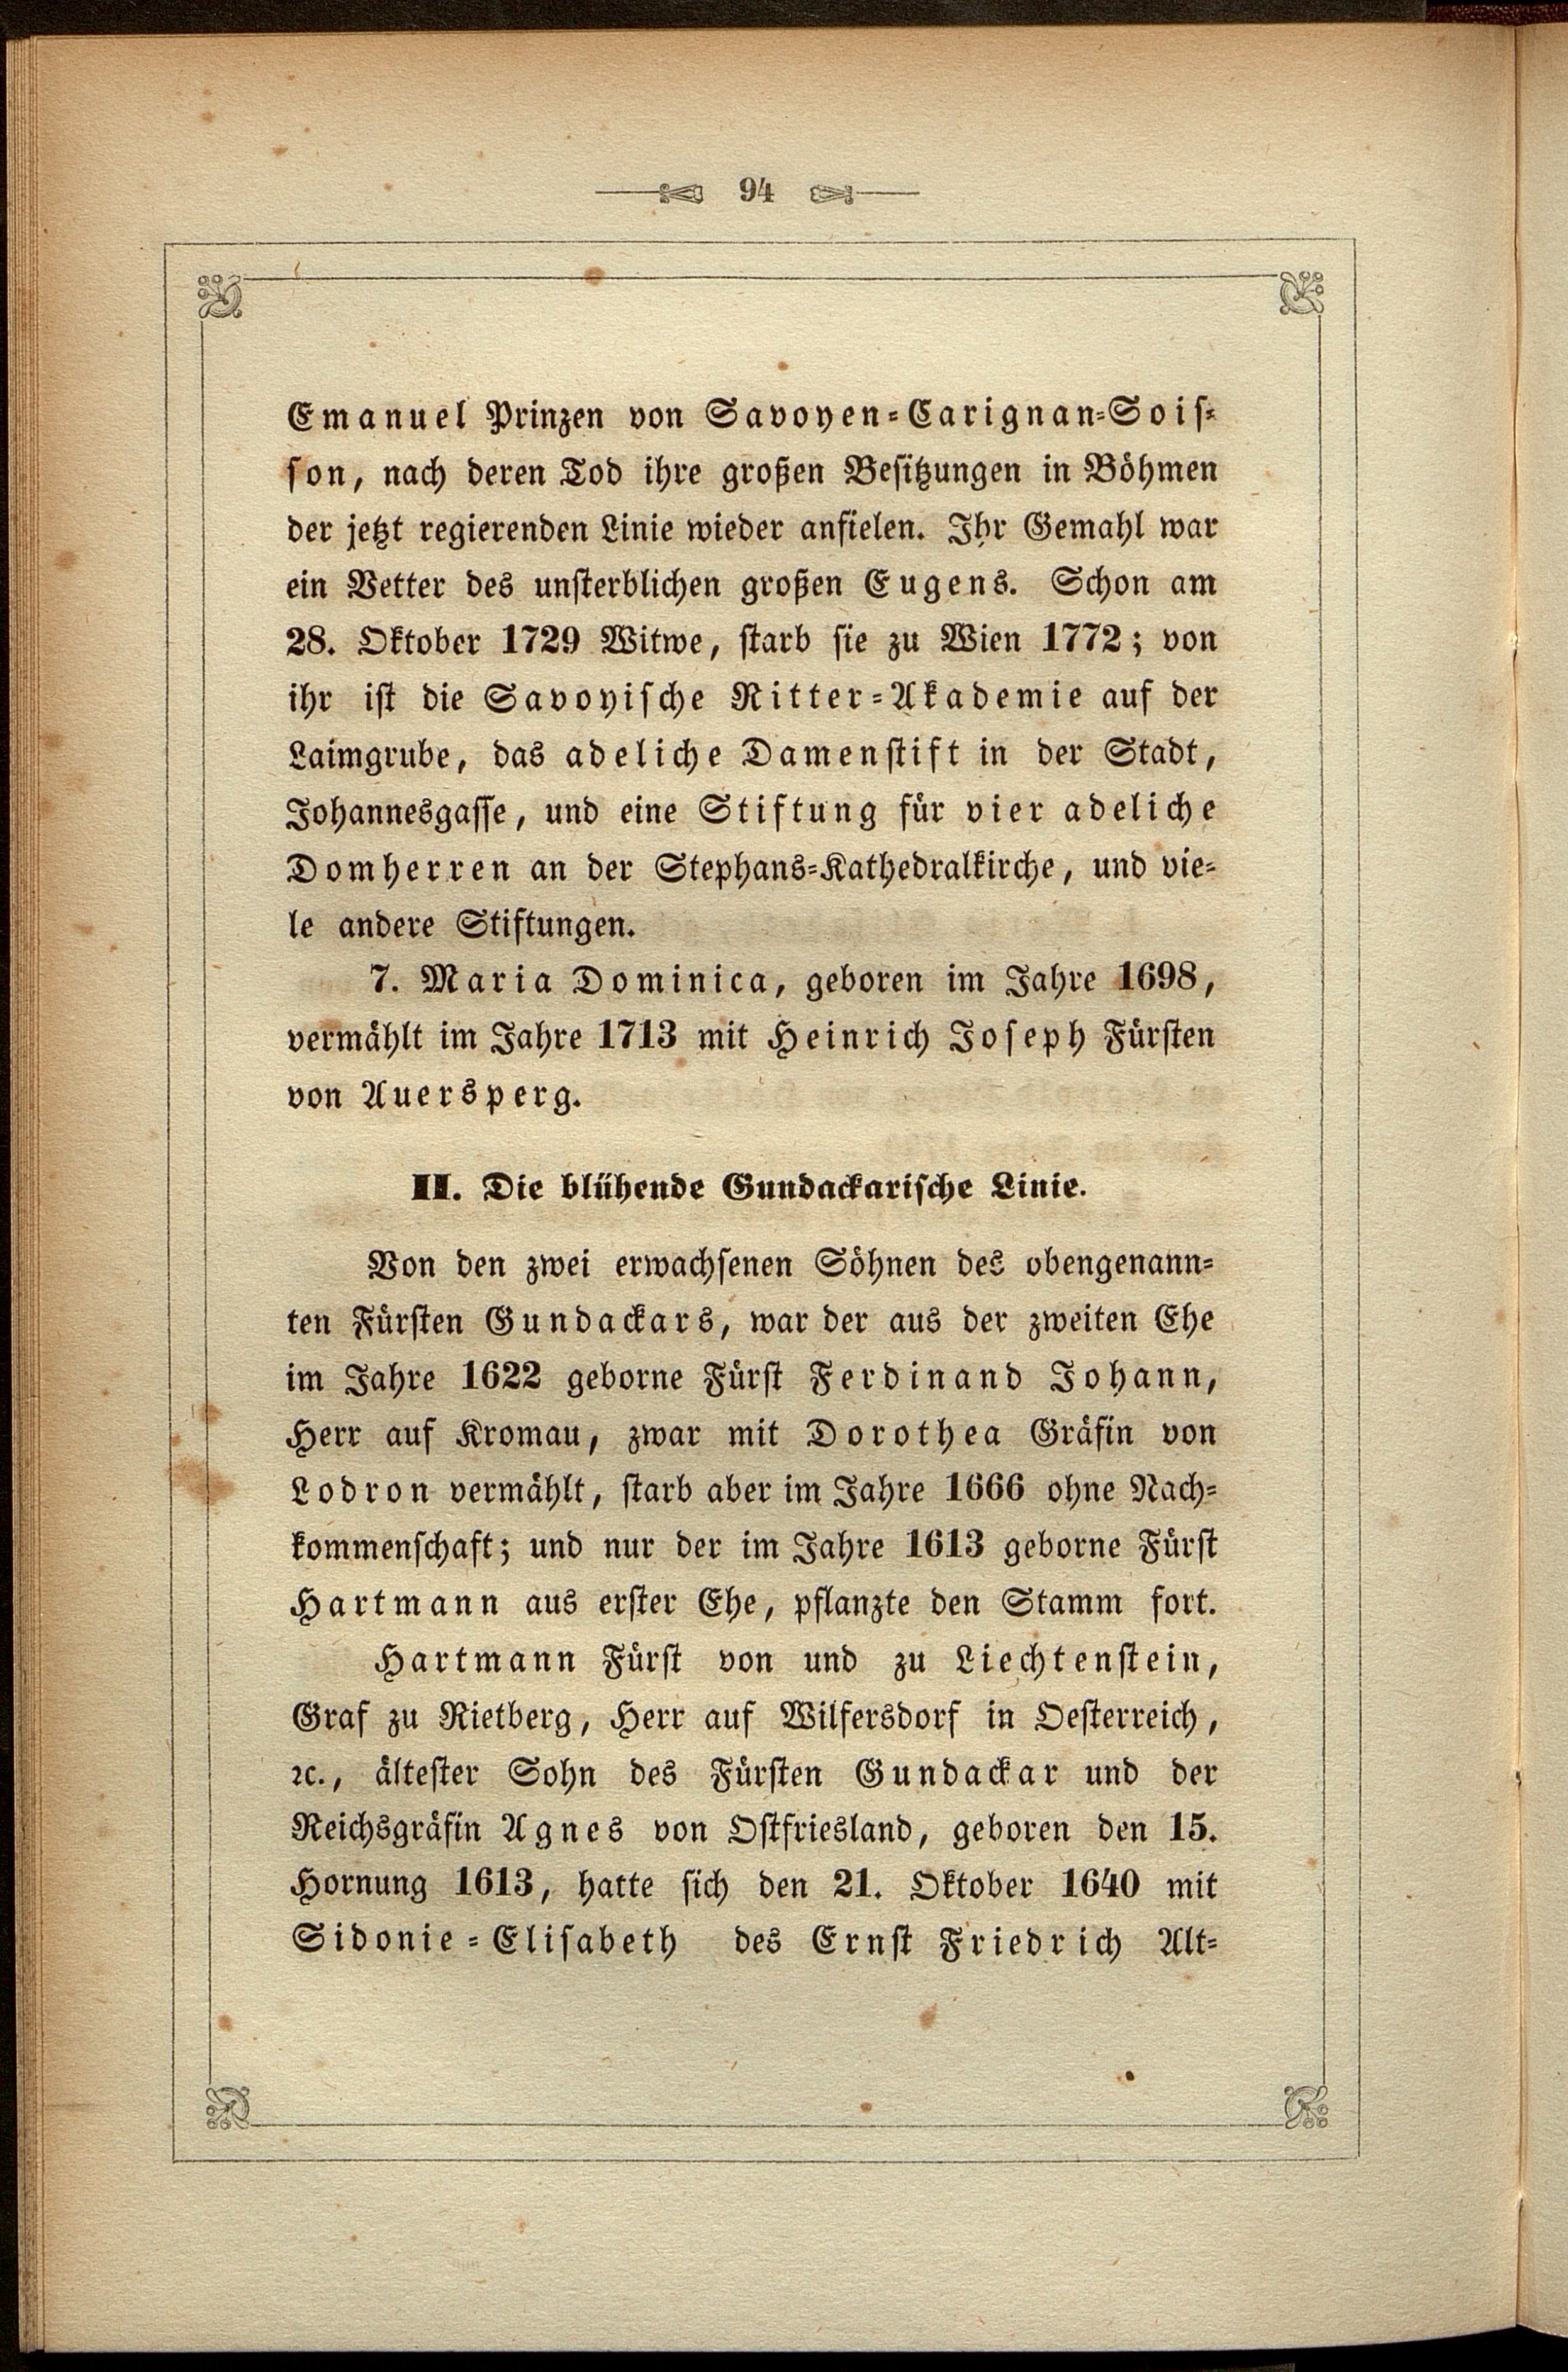 94
Emanuel Prinzen von Savoyen-Carignan-Sois-
son, nach deren Tod ihre großen Besitzungen in Böhmen
der jetzt regierenden Linie wieder anfielen. Ihr Gemahl war
ein Vetter des unsterblichen großen Eugens. Schon am
28. Oktober 1729 Witwe, starb sie zu Wien 1772; von
ihr ist die Savoyische Ritter-Akademie auf der
Laimgrube, das adeliche Damenstift in der Stadt,
Johannesgasse, und eine Stiftung für vier adeliche
Domherren an der Stephans-Kathedralkirche, und vie-
le andere Stiftungen.
7. Maria Dominica, geboren im Jahre 1698,
vermählt im Jahre 1713 mit Heinrich Joseph Fürsten
von Auersperg.
II. Die blühende Gundackarische Linie.
Von den zwei erwachsenen Söhnen des obengenann-
ten Fürsten Gundackars, war der aus der zweiten Ehe
im Jahre 1622 geborne Fürst Ferdinand Johann,
Herr auf Kromau, zwar mit Dorothea Gräfin von
Lodron vermählt, starb aber im Jahre 1666 ohne Nach-
kommenschaft; und nur der im Jahre 1613 geborne Fürst
Hartmann aus erster Ehe, pflanzte den Stamm fort.
Hartmann Fürst von und zu Liechtenstein,
Graf zu Rietberg, Herr auf Wilfersdorf in Oesterreich,
ꝛc., ältester Sohn des Fürsten Gundackar und der
Reichsgräfin Agnes von Ostfriesland, geboren den 15.
Hornung 1613, hatte sich den 21. Oktober 1640 mit
Sidonie-Elisabeth des Ernst Friedrich Alt-